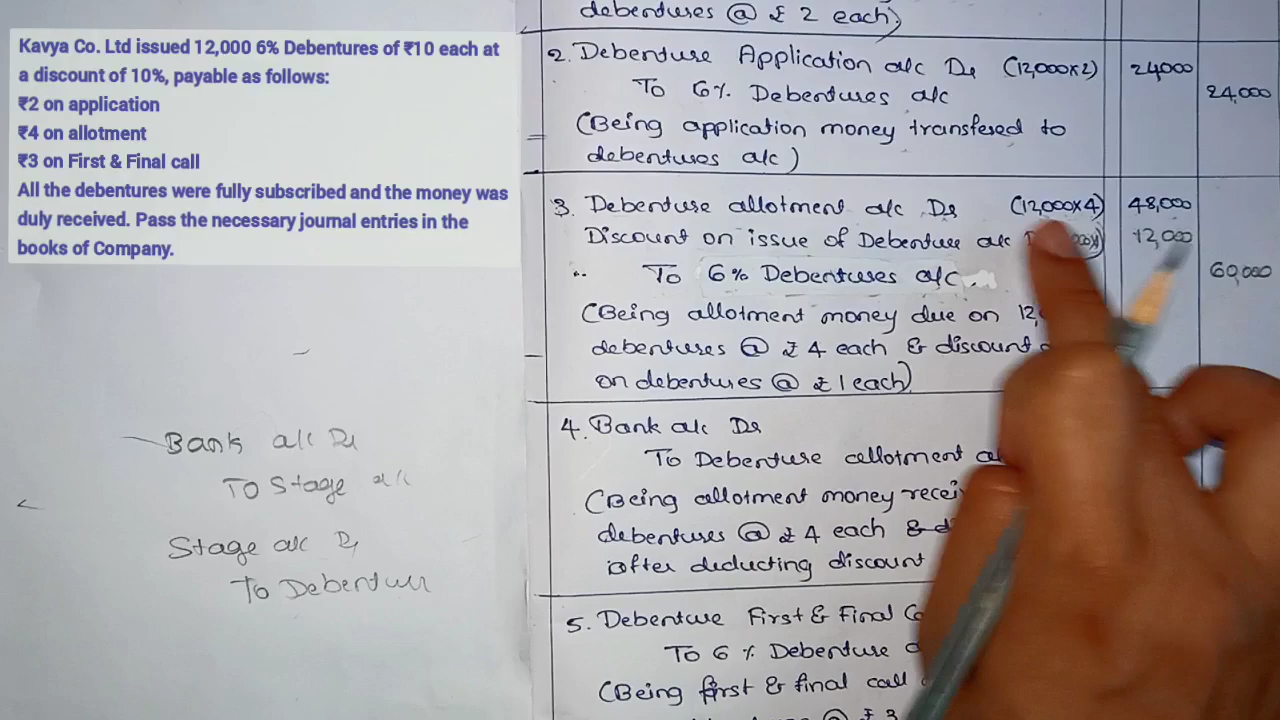 Kavya Co. Ltd issued 12,000 6% Debentures of ₹10 each at
a discount of 10%, payable as follows:
₹2 on application
₹4 on allotment
₹3 on First & Final call
All the debentures were fully subscribed and the money was
duly received. Pass the necessary journal entries in the
books of Company.
Bank a/c Dr
To Stage a/c
Stage a/c Dr
To Debenture
debentures @ ₹ 2 each)
2. Debenture Application a/c Dr (12,000x2) 24,000
To 6% Debentures a/c 24,000
(Being application money transfered to
debentures a/c)
3. Debenture allotment a/c Dr (12,000x4) 48,000
Discount on issue of Debenture a/c 12,000
To 6% Debentures a/c. 60,000
(Being allotment money due on
debentures @ ₹ 4 each & discount
on debentures @ ₹ 1 each)
4. Bank a/c Dr
To Debenture allotment
(Being allotment money
debentures @ ₹ 4 each &
after deducting discount
5. Debenture First & Final
To 6 % Debenture
(Being first & final call
@ ₹ 3